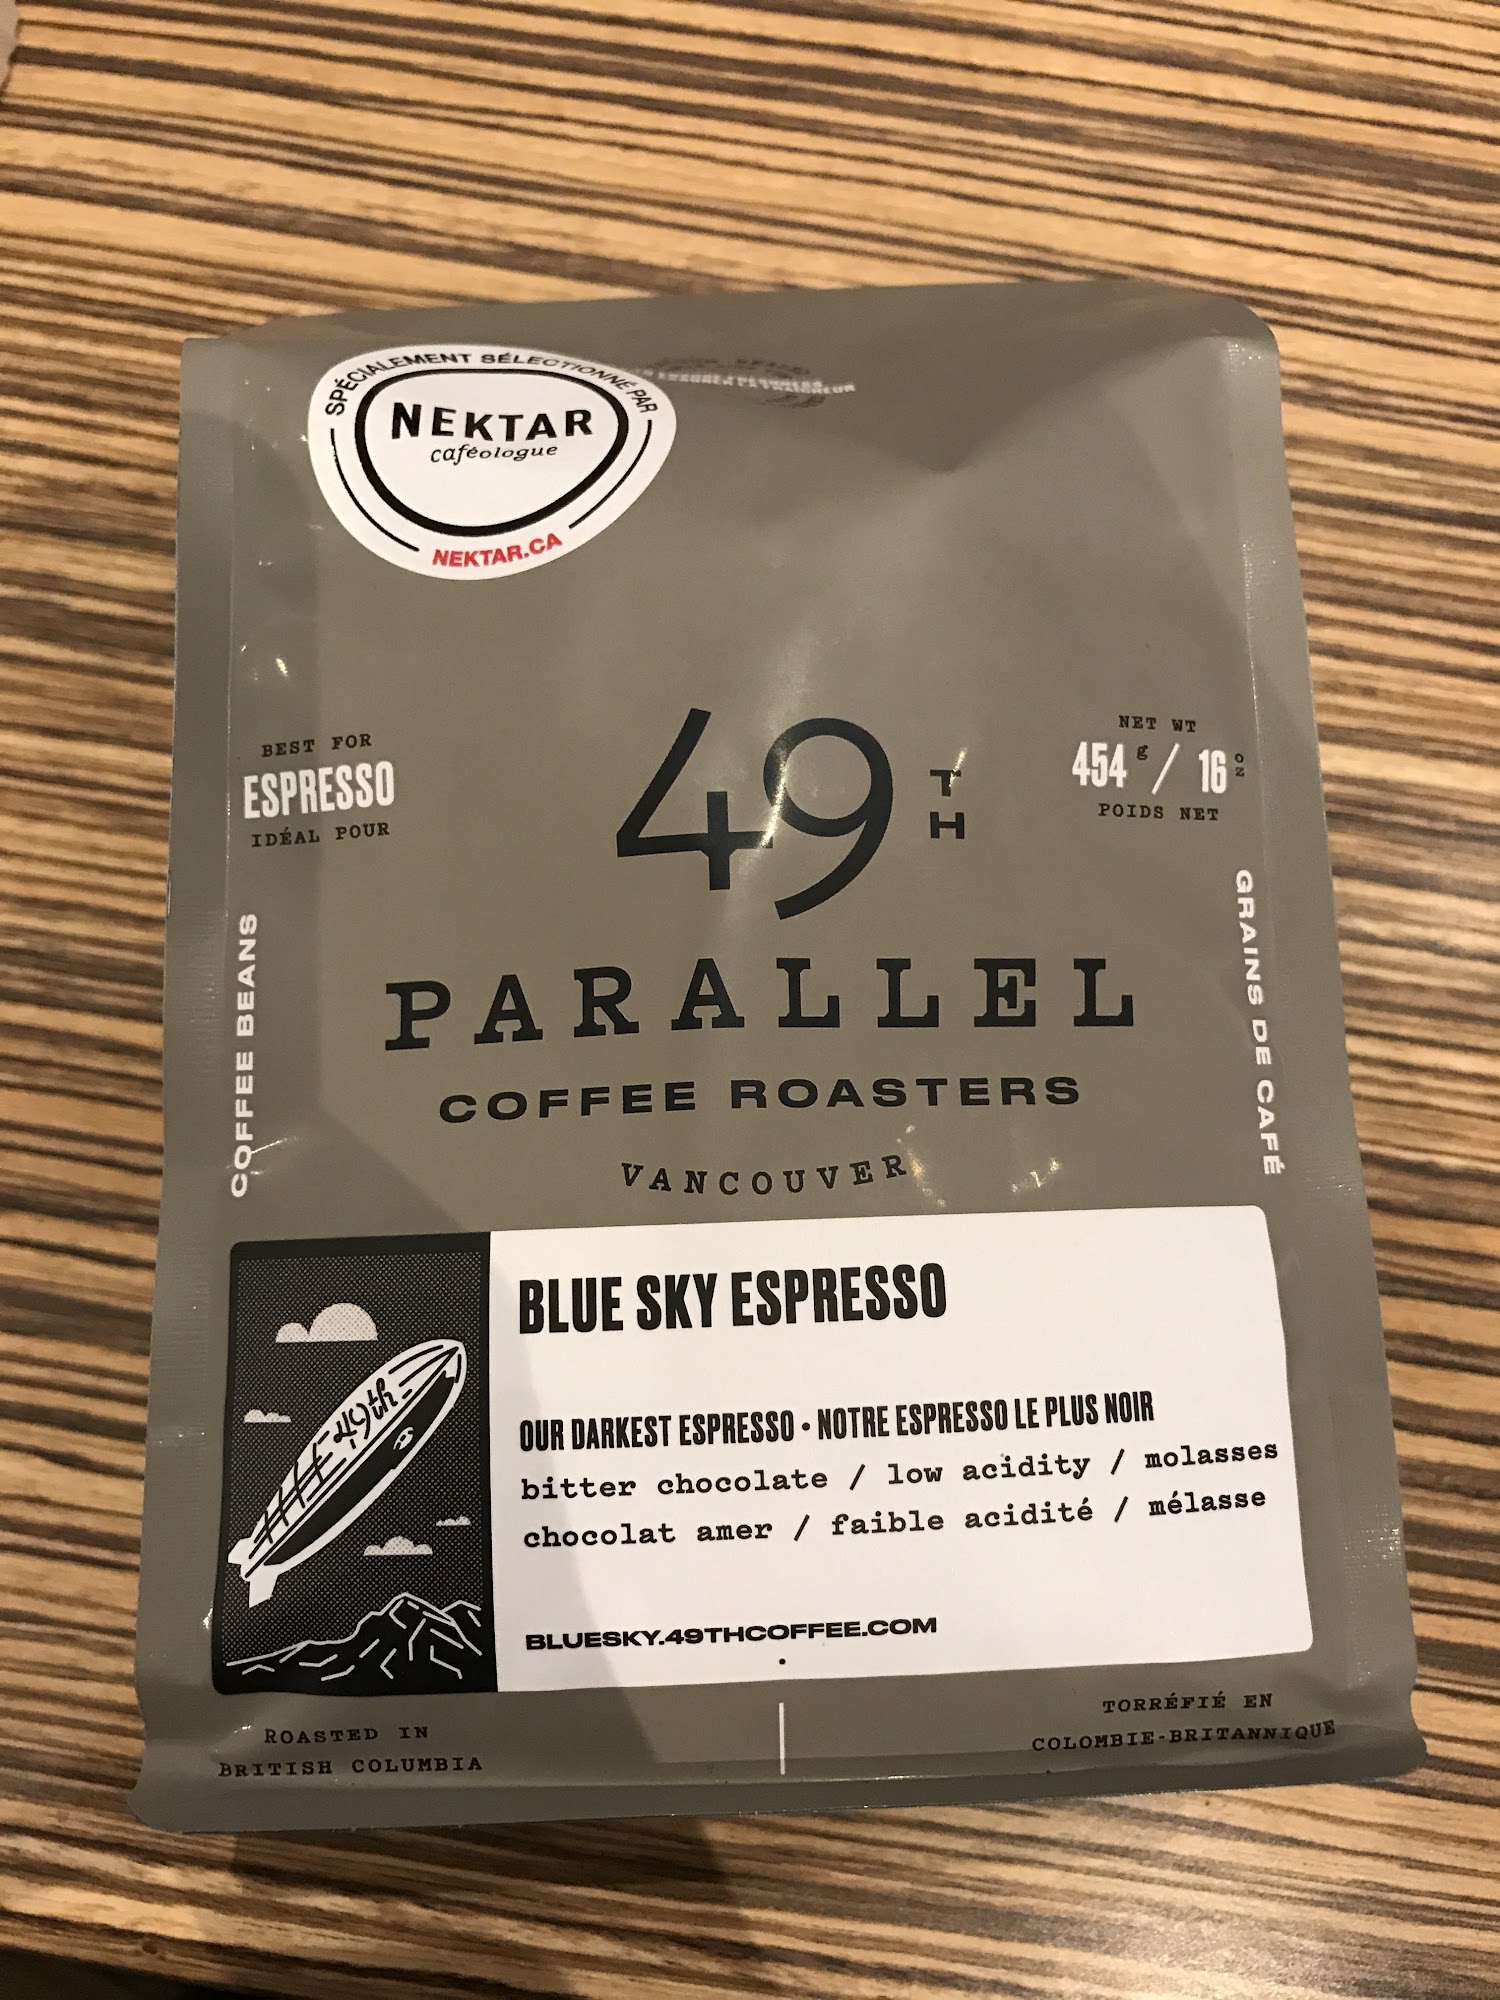 SPÉCIALEMENT SÉLECTIONNÉ PAR
NEKTAR
caféologue
NEKTAR.CA
BEST FOR
ESPRESSO
IDÉAL POUR
49TH
NET WT
454 g / 16 oz
POIDS NET
PARALLEL
COFFEE ROASTERS
VANCOUVER
COFFEE BEANS
GRAINS DE CAFÉ
49th
BLUE SKY ESPRESSO
OUR DARKEST ESPRESSO • NOTRE ESPRESSO LE PLUS NOIR
bitter chocolate / low acidity / molasses
chocolat amer / faible acidité / mélasse
BLUESKY.49THCOFFEE.COM
ROASTED IN
BRITISH COLUMBIA
TORRÉFIÉ EN
COLOMBIE-BRITANNIQUE